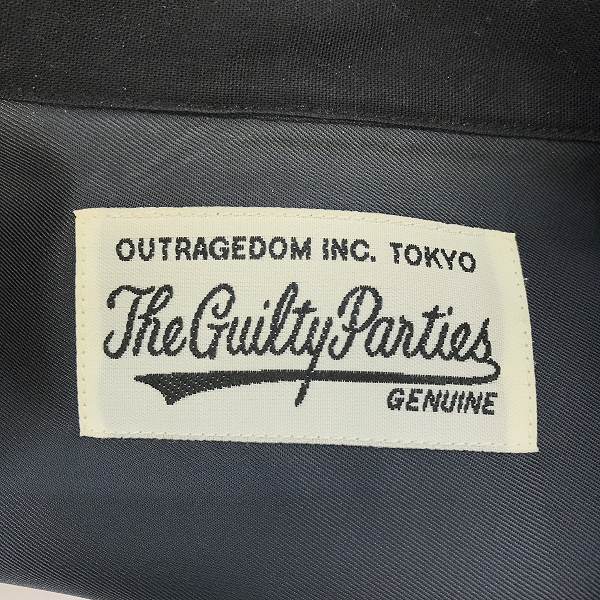 OUTRAGEDOM INC. TOKYO
The Guilty Parties
GENUINE